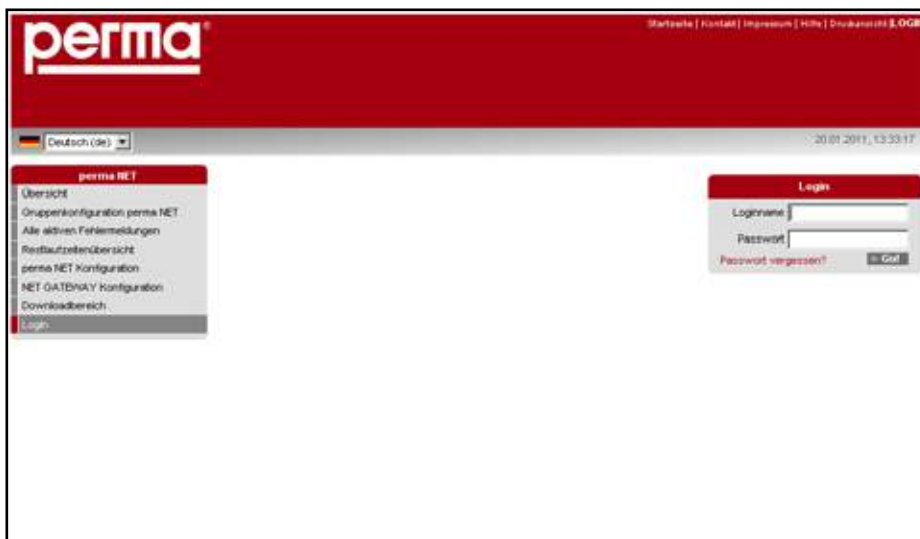 perma®
Startseite | Kontakt | Impressum | Hilfe | Druckansicht | LOGIN
Deutsch (de)
20.01.2011, 13:33:17
perma NET
Übersicht
Gruppenkonfiguration perma NET
Alle aktiven Fehlermeldungen
Restlaufzeitenübersicht
perma NET Konfiguration
NET GATEWAY Konfiguration
Downloadbereich
Login
Login
Loginname
Passwort
Passwort vergessen?
» Go!